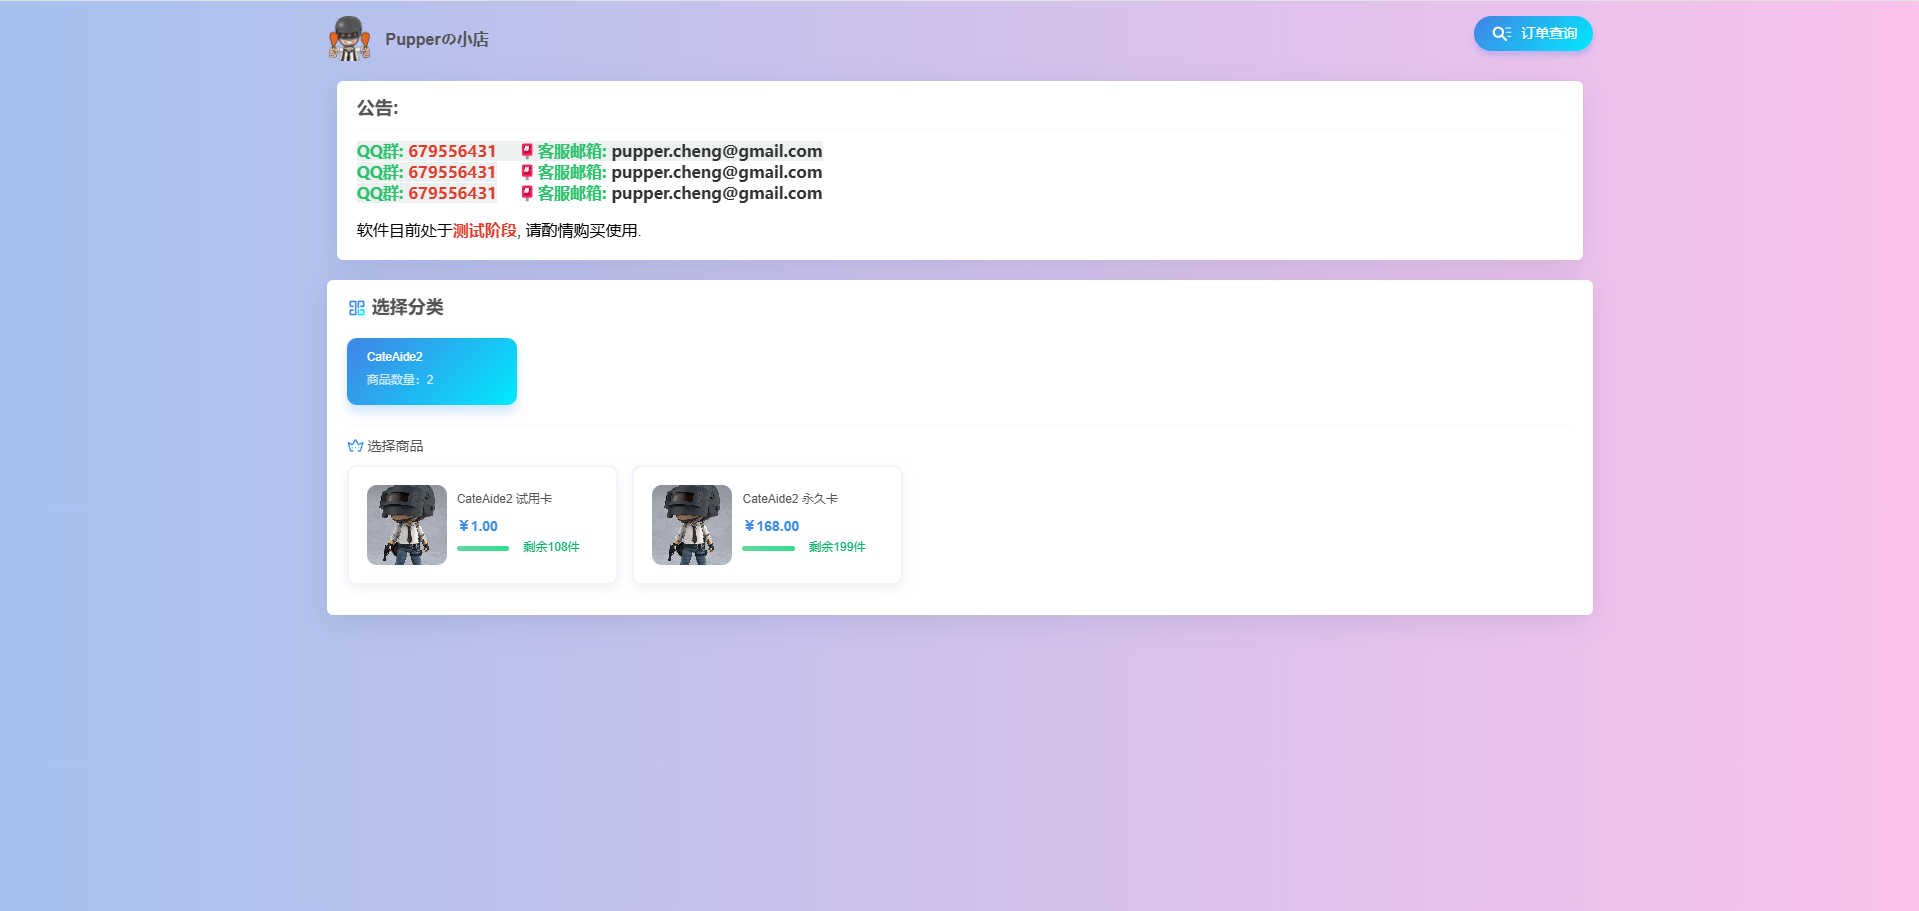 Pupperの小店
订单查询
公告:
QQ群: 679556431 客服邮箱: pupper.cheng@gmail.com
QQ群: 679556431 客服邮箱: pupper.cheng@gmail.com
QQ群: 679556431 客服邮箱: pupper.cheng@gmail.com
软件目前处于测试阶段, 请酌情购买使用.
选择分类
CateAide2
商品数量：2
选择商品
CateAide2 试用卡
￥1.00
剩余108件
CateAide2 永久卡
￥168.00
剩余199件